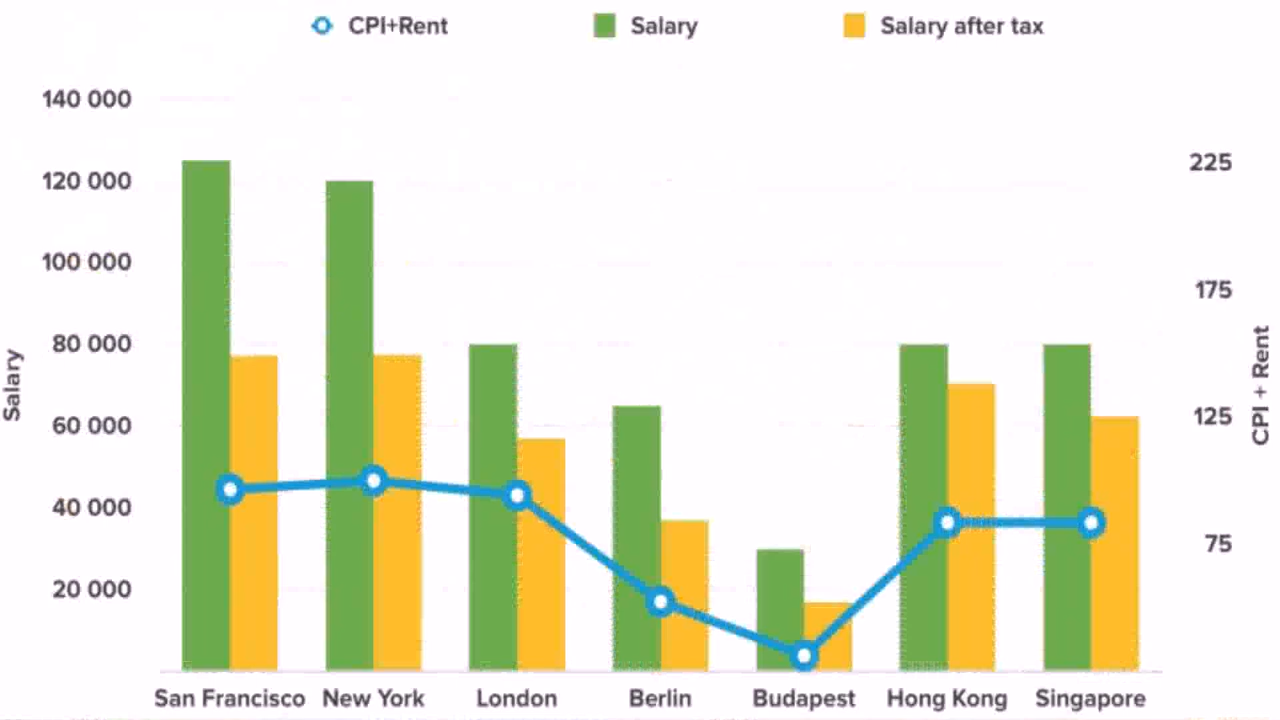 CPI+Rent Salary Salary after tax
140 000
120 000
100 000
80 000
60 000
40 000
20 000
Salary
225
175
125
75
CPI + Rent
San Francisco New York London Berlin Budapest Hong Kong Singapore